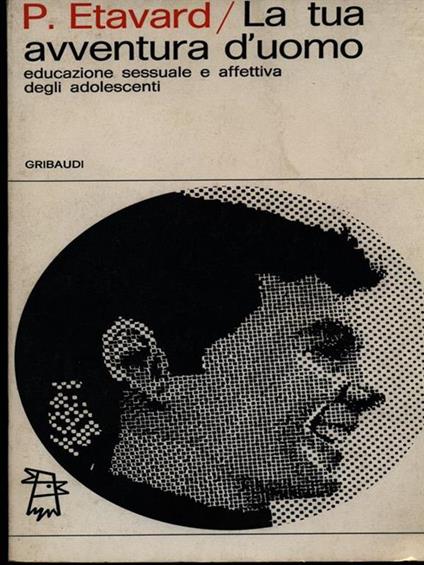 P. Etavard/La tua
avventura d'uomo
educazione sessuale e affettiva
degli adolescenti
GRIBAUDI